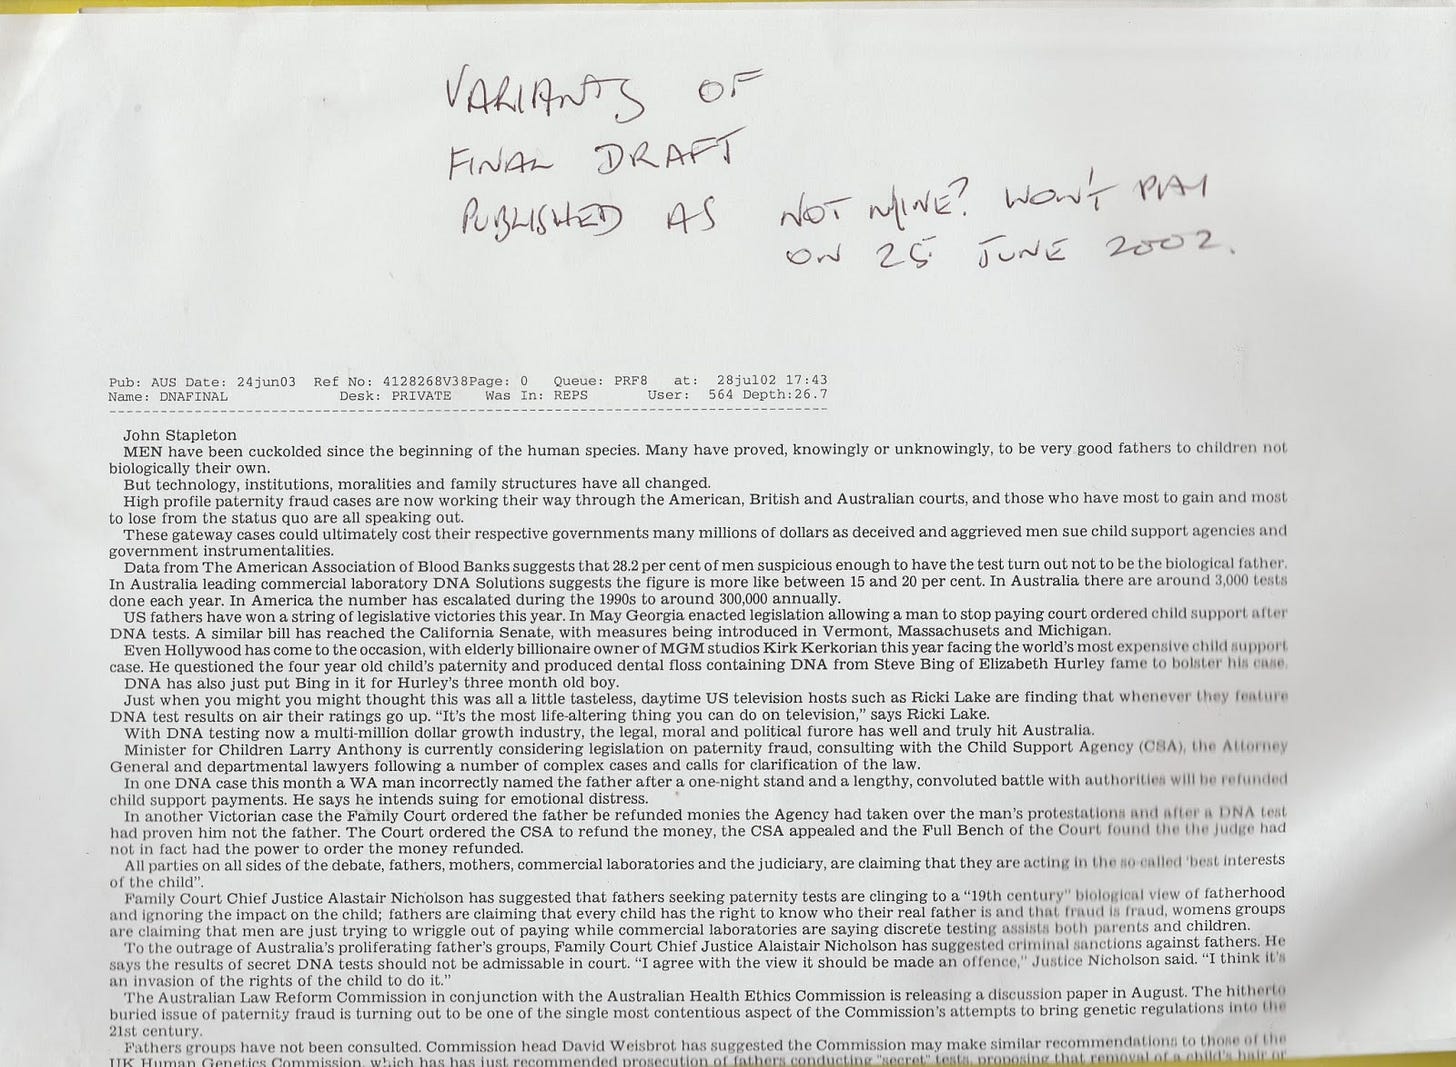 VARIANTS OF
FINAL DRAFT
PUBLISHED AS NOT MINE? WON'T PAY
ON 25 JUNE 2002.
Pub: AUS Date: 24jun03 Ref No: 4128268V38Page: 0 Queue: PRF8 at: 28jul02 17:43
Name: DNAFINAL Desk: PRIVATE Was In: REPS User: 564 Depth:26.7
John Stapleton
MEN have been cuckolded since the beginning of the human species. Many have proved, knowingly or unknowingly, to be very good fathers to children not
biologically their own.
But technology, institutions, moralities and family structures have all changed.
High profile paternity fraud cases are now working their way through the American, British and Australian courts, and those who have most to gain and most
to lose from the status quo are all speaking out.
These gateway cases could ultimately cost their respective governments many millions of dollars as deceived and aggrieved men sue child support agencies and
government instrumentalities.
Data from The American Association of Blood Banks suggests that 28.2 per cent of men suspicious enough to have the test turn out not to be the biological father.
In Australia leading commercial laboratory DNA Solutions suggests the figure is more like between 15 and 20 per cent. In Australia there are around 3,000 tests
done each year. In America the number has escalated during the 1990s to around 300,000 annually.
US fathers have won a string of legislative victories this year. In May Georgia enacted legislation allowing a man to stop paying court ordered child support after
DNA tests. A similar bill has reached the California Senate, with measures being introduced in Vermont, Massachusets and Michigan.
Even Hollywood has come to the occasion, with elderly billionaire owner of MGM studios Kirk Kerkorian this year facing the world's most expensive child support
case. He questioned the four year old child's paternity and produced dental floss containing DNA from Steve Bing of Elizabeth Hurley fame to bolster his case.
DNA has also just put Bing in it for Hurley's three month old boy.
Just when you might you might thought this was all a little tasteless, daytime US television hosts such as Ricki Lake are finding that whenever they feature
DNA test results on air their ratings go up. “It's the most life-altering thing you can do on television,” says Ricki Lake.
With DNA testing now a multi-million dollar growth industry, the legal, moral and political furore has well and truly hit Australia.
Minister for Children Larry Anthony is currently considering legislation on paternity fraud, consulting with the Child Support Agency (CSA), the Attorney
General and departmental lawyers following a number of complex cases and calls for clarification of the law.
In one DNA case this month a WA man incorrectly named the father after a one-night stand and a lengthy, convoluted battle with authorities will be refunded
child support payments. He says he intends suing for emotional distress.
In another Victorian case the Family Court ordered the father be refunded monies the Agency had taken over the man's protestations and after a DNA test
had proven him not the father. The Court ordered the CSA to refund the money, the CSA appealed and the Full Bench of the Court found the the judge had
not in fact had the power to order the money refunded.
All parties on all sides of the debate, fathers, mothers, commercial laboratories and the judiciary, are claiming that they are acting in the so called 'best interests
of the child”.
Family Court Chief Justice Alastair Nicholson has suggested that fathers seeking paternity tests are clinging to a “19th century” biological view of fatherhood
and ignoring the impact on the child; fathers are claiming that every child has the right to know who their real father is and that fraud is fraud, womens groups
are claiming that men are just trying to wriggle out of paying while commercial laboratories are saying discrete testing assists both parents and children.
To the outrage of Australia's proliferating father's groups, Family Court Chief Justice Alaistair Nicholson has suggested criminal sanctions against fathers. He
says the results of secret DNA tests should not be admissable in court. “I agree with the view it should be made an offence,” Justice Nicholson said. “I think it's
an invasion of the rights of the child to do it.”
The Australian Law Reform Commission in conjunction with the Australian Health Ethics Commission is releasing a discussion paper in August. The hitherto
buried issue of paternity fraud is turning out to be one of the single most contentious aspect of the Commission's attempts to bring genetic regulations into the
21st century.
Fathers groups have not been consulted. Commission head David Weisbrot has suggested the Commission may make similar recommendations to those of the
UK Human Genetics Commission, which has has just recommended prosecution of fathers conducting "secret" tests, proposing that removal of a child's hair or